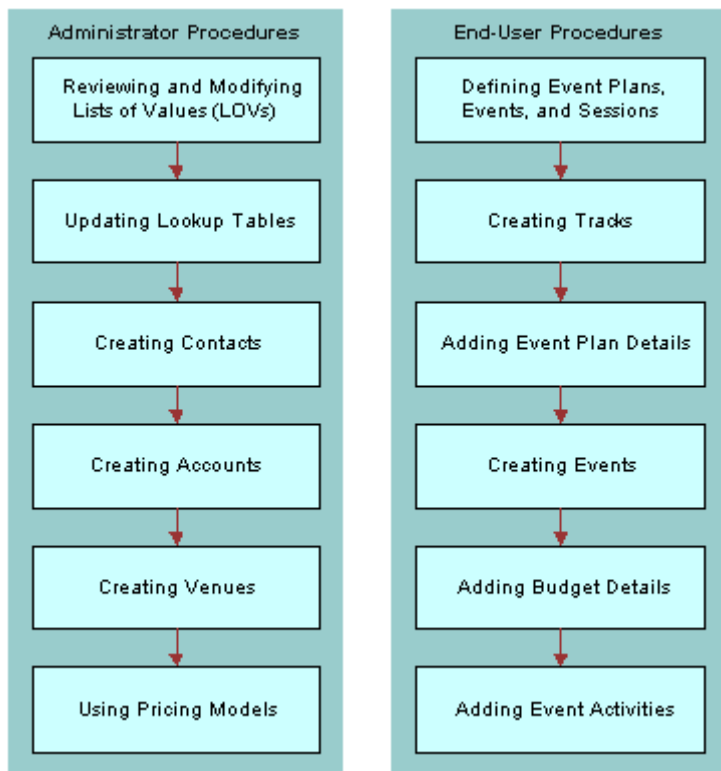 Administrator Procedures
Reviewing and Modifying
Lists of Values (LOVs)
Updating Lookup Tables
Creating Contacts
Creating Accounts
Creating Venues
Using Pricing Models
End-User Procedures
Defining Event Plans,
Events, and Sessions
Creating Tracks
Adding Event Plan Details
Creating Events
Adding Budget Details
Adding Event Activities